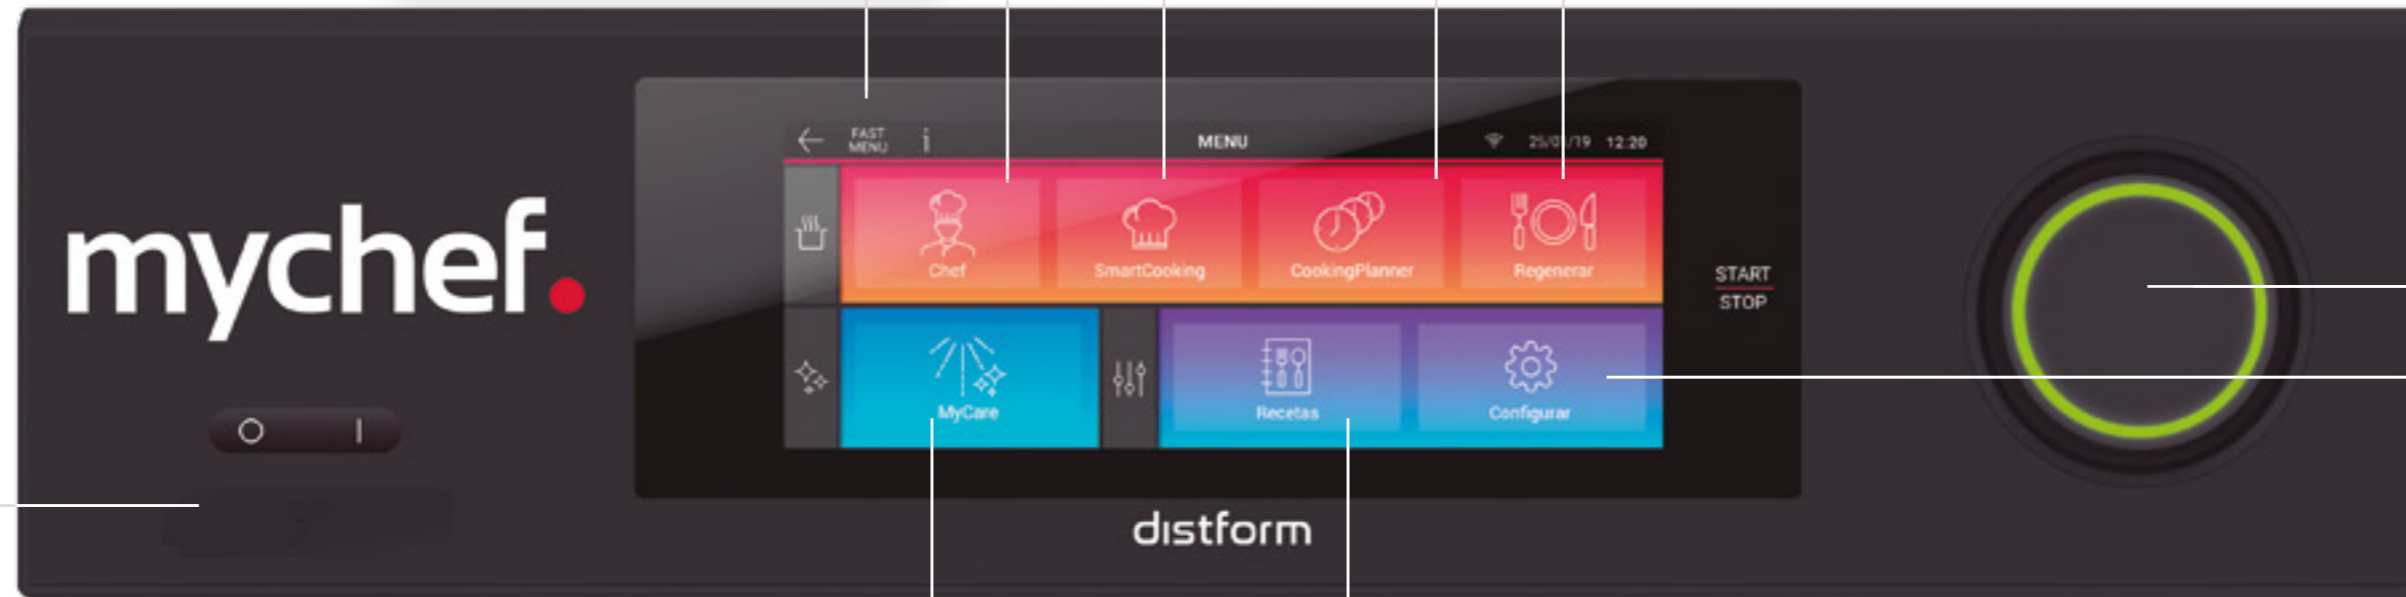 FAST
MENU
i
MENU
12:20
mychef.
Chef
SmartCooking
CookingPlanner
Regenerar
START
STOP
MyCare
Recetas
Configurar
O I
distform